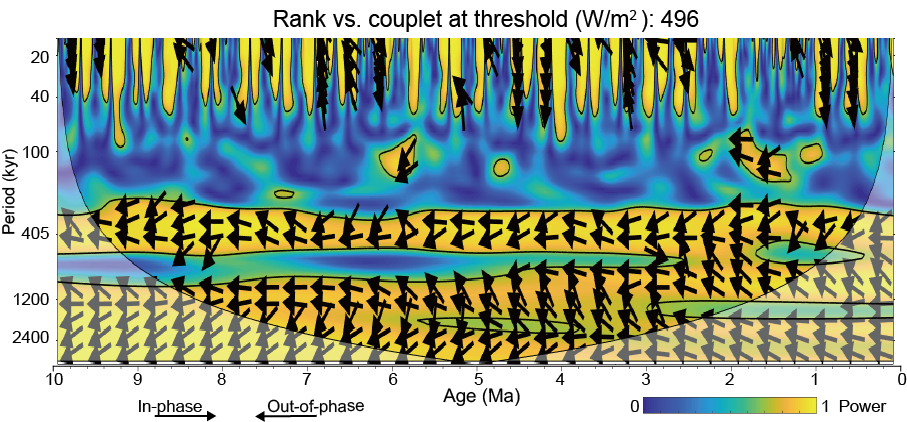 Rank vs. couplet at threshold (W/m²): 496
Period (kyr)
20
40
100
405
1200
2400
10 9 8 7 6 5 4 3 2 1 0
Age (Ma)
In-phase Out-of-phase 0 1 Power